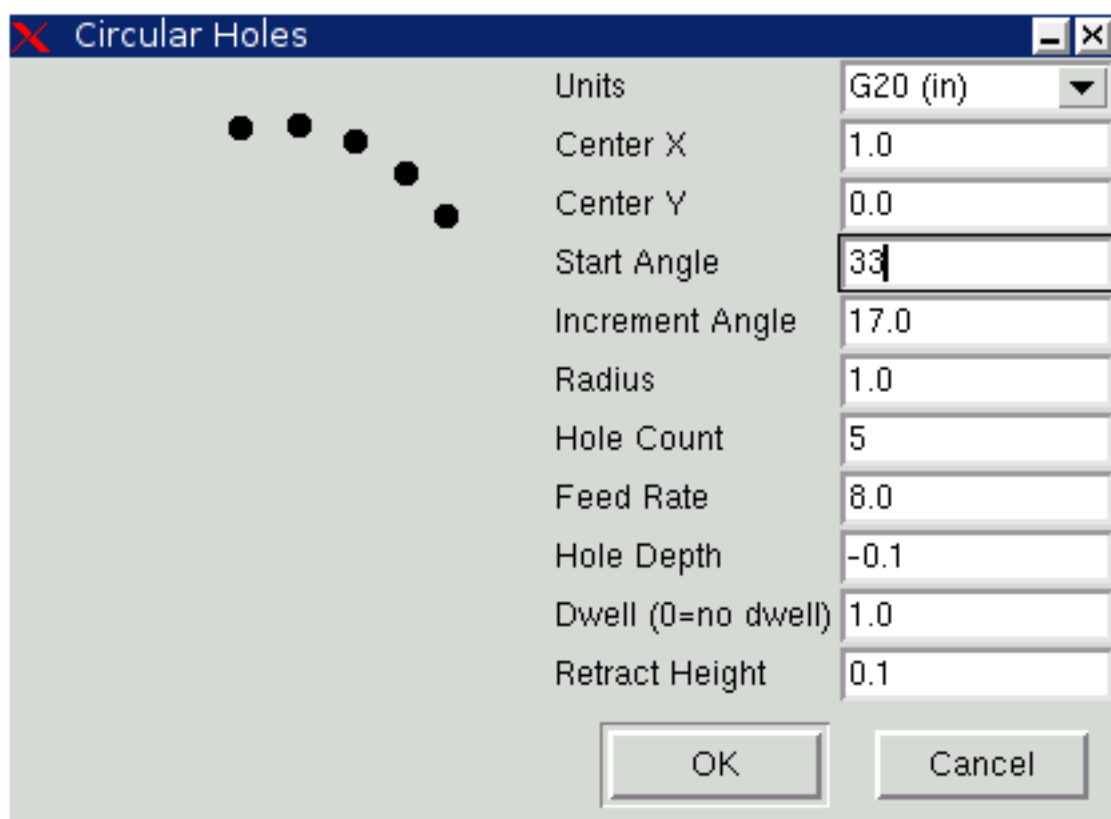 Circular Holes
Units G20 (in)
Center X 1.0
Center Y 0.0
Start Angle 33
Increment Angle 17.0
Radius 1.0
Hole Count 5
Feed Rate 8.0
Hole Depth -0.1
Dwell (0=no dwell) 1.0
Retract Height 0.1
OK Cancel